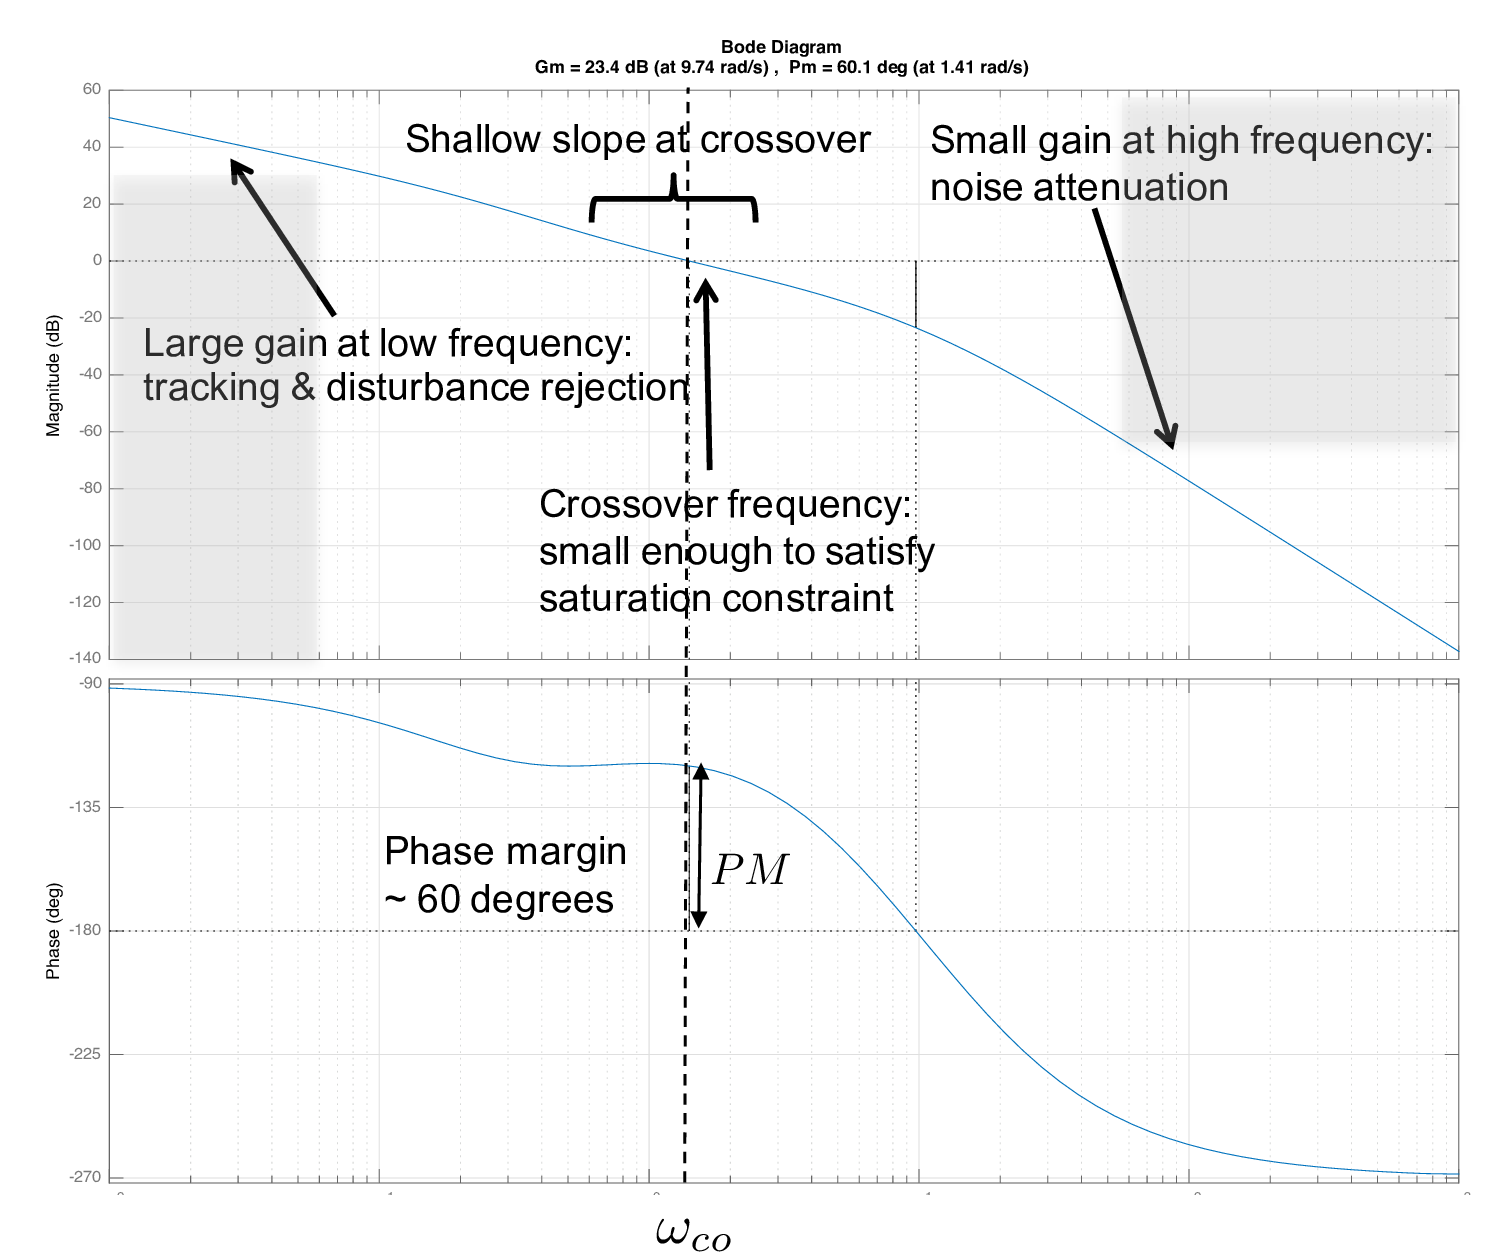 Bode Diagram
Gm = 23.4 dB (at 9.74 rad/s) , Pm = 60.1 deg (at 1.41 rad/s)
60
40
20
0
-20
-40
-60
-80
-100
-120
-140
Magnitude (dB)
Shallow slope at crossover
Small gain at high frequency:
noise attenuation
Large gain at low frequency:
tracking & disturbance rejection
Crossover frequency:
small enough to satisfy
saturation constraint
-90
-135
-180
-225
-270
Phase (deg)
Phase margin
~ 60 degrees
PM
ω_co